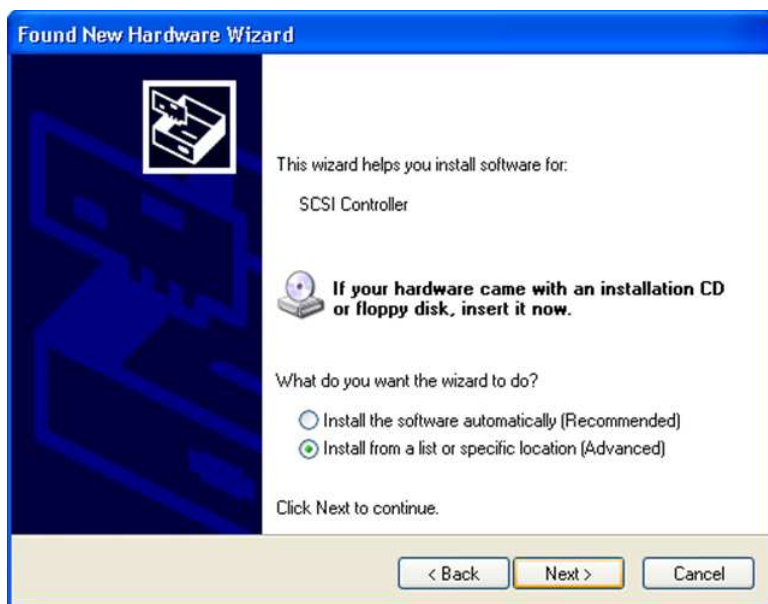 Found New Hardware Wizard
This wizard helps you install software for:
SCSI Controller
If your hardware came with an installation CD
or floppy disk, insert it now.
What do you want the wizard to do?
Install the software automatically (Recommended)
Install from a list or specific location (Advanced)
Click Next to continue.
< Back Next > Cancel